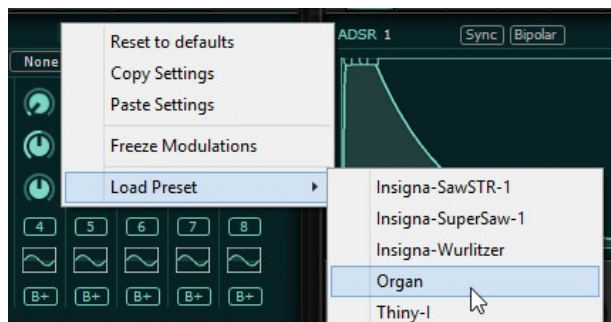 ADSR 1
Sync
Bipolar
None
Reset to defaults
Copy Settings
Paste Settings
Freeze Modulations
Load Preset
Insigna-SawSTR-1
Insigna-SuperSaw-1
Insigna-Wurlitzer
Organ
Thiny-I
4 5 6 7 8
B+ B+ B+ B+ B+